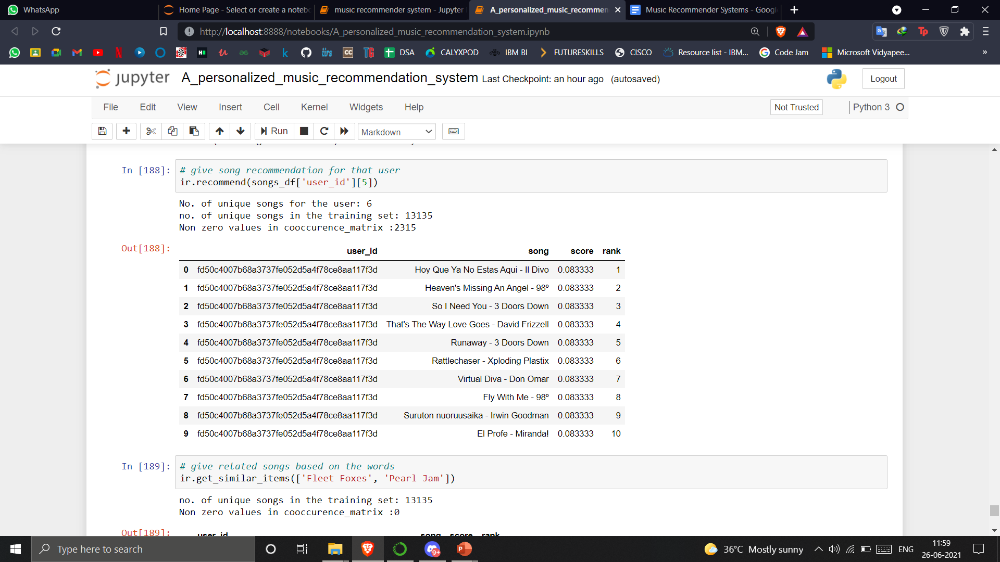 WhatsApp
Home Page - Select or create a noteb
music recommender system - Jupyter
A_personalized_music_recommen
Music Recommender Systems - Googl
http://localhost:8888/notebooks/A_personalized_music_recommendation_system.ipynb
DSA
CALYXPOD
IBM BI
FUTURESKILLS
CISCO
Resource list - IBM...
Code Jam
Microsoft Vidyapee...
jupyter A_personalized_music_recommendation_system Last Checkpoint: an hour ago (autosaved)
Logout
File Edit View Insert Cell Kernel Widgets Help
Not Trusted
Python 3
Run
Markdown
In [188]: # give song recommendation for that user
ir.recommend(songs_df['user_id'][5])
No. of unique songs for the user: 6
no. of unique songs in the training set: 13135
Non zero values in cooccurence_matrix :2315
Out[188]:
user_id song score rank
0 fd50c4007b68a3737fe052d5a4f78ce8aa117f3d Hoy Que Ya No Estas Aqui - Il Divo 0.083333 1
1 fd50c4007b68a3737fe052d5a4f78ce8aa117f3d Heaven's Missing An Angel - 98º 0.083333 2
2 fd50c4007b68a3737fe052d5a4f78ce8aa117f3d So I Need You - 3 Doors Down 0.083333 3
3 fd50c4007b68a3737fe052d5a4f78ce8aa117f3d That's The Way Love Goes - David Frizzell 0.083333 4
4 fd50c4007b68a3737fe052d5a4f78ce8aa117f3d Runaway - 3 Doors Down 0.083333 5
5 fd50c4007b68a3737fe052d5a4f78ce8aa117f3d Rattlechaser - Xploding Plastix 0.083333 6
6 fd50c4007b68a3737fe052d5a4f78ce8aa117f3d Virtual Diva - Don Omar 0.083333 7
7 fd50c4007b68a3737fe052d5a4f78ce8aa117f3d Fly With Me - 98º 0.083333 8
8 fd50c4007b68a3737fe052d5a4f78ce8aa117f3d Suruton nuoruusaika - Irwin Goodman 0.083333 9
9 fd50c4007b68a3737fe052d5a4f78ce8aa117f3d El Profe - Miranda! 0.083333 10
In [189]: # give related songs based on the words
ir.get_similar_items(['Fleet Foxes', 'Pearl Jam'])
no. of unique songs in the training set: 13135
Non zero values in cooccurence_matrix :0
Out[189]:
user_id song score rank
Type here to search
9+
36°C Mostly sunny
ENG
11:59
26-06-2021